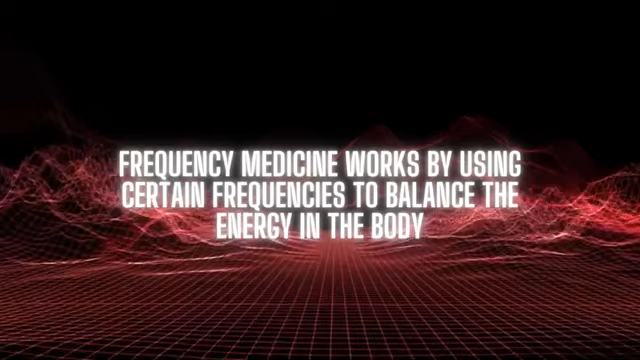 FREQUENCY MEDICINE WORKS BY USING
CERTAIN FREQUENCIES TO BALANCE THE
ENERGY IN THE BODY